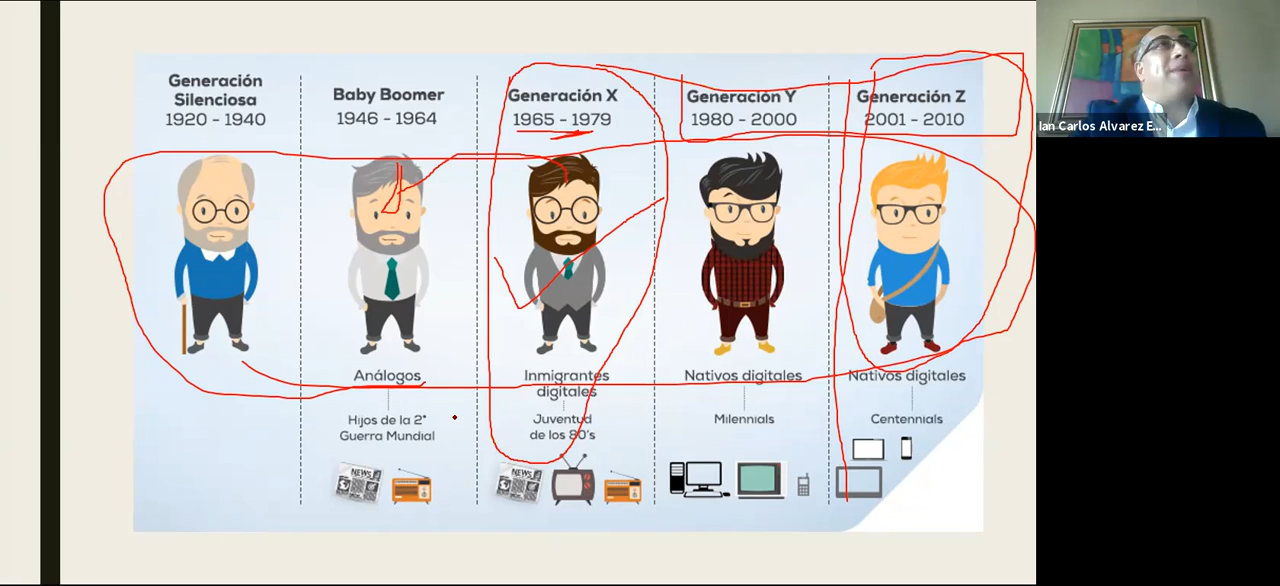 Generación
Silenciosa
1920 - 1940
Baby Boomer
1946 - 1964
Generación X
1965 - 1979
Generación Y
1980 - 2000
Generación Z
2001 - 2010
Ian Carlos Alvarez E...
Análogos
Inmigrantes
digitales
Nativos digitales
Nativos digitales
Hijos de la 2°
Guerra Mundial
Juventud
de los 80's
Milennials
Centennials
NEWS
NEWS